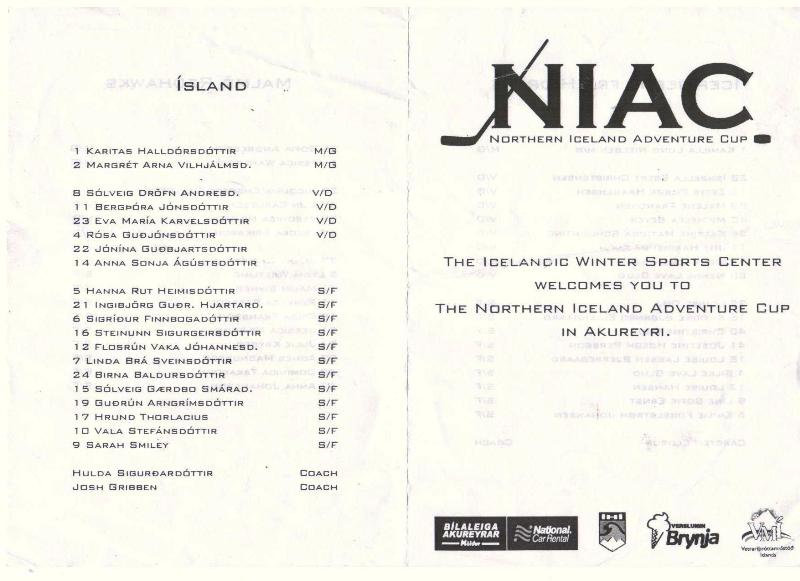 ÍSLAND
1 KARITAS HALLDÓRSDÓTTIR M/G
2 MARGRÉT ARNA VILHJÁLMSD. M/G
8 SÓLVEIG DRÖFN ANDRESD. V/D
11 BERGÞÓRA JÓNSDÓTTIR V/D
23 EVA MARÍA KARVELSDÓTTIR V/D
4 RÓSA GUÐJÓNSDÓTTIR V/D
22 JÓNÍNA GUÐBJARTSDÓTTIR
14 ANNA SONJA ÁGÚSTSDÓTTIR
5 HANNA RUT HEIMISDÓTTIR S/F
21 INGIBJÖRG GUÐR. HJARTARD. S/F
6 SIGRÍÐUR FINNBOGADÓTTIR S/F
16 STEINUNN SIGURGEIRSDÓTTIR S/F
12 FLOSRÚN VAKA JÓHANNESD. S/F
7 LINDA BRÁ SVEINSDÓTTIR S/F
24 BIRNA BALDURSDÓTTIR S/F
15 SÓLVEIG GÆRDBO SMÁRAD. S/F
19 GUÐRÚN ARNGRÍMSDÓTTIR S/F
17 HRUND THORLACIUS S/F
10 VALA STEFÁNSDÓTTIR S/F
9 SARAH SMILEY S/F
HULDA SIGURÐARDÓTTIR COACH
JOSH GRIBBEN COACH
NIAC
NORTHERN ICELAND ADVENTURE CUP
THE ICELANDIC WINTER SPORTS CENTER
WELCOMES YOU TO
THE NORTHERN ICELAND ADVENTURE CUP
IN AKUREYRI.
BÍLALEIGA
AKUREYRAR
Höldur
National.
Car Rental
VERSLUNIN
Brynja
VMÍ
Vetraríþróttamiðstöð
Íslands